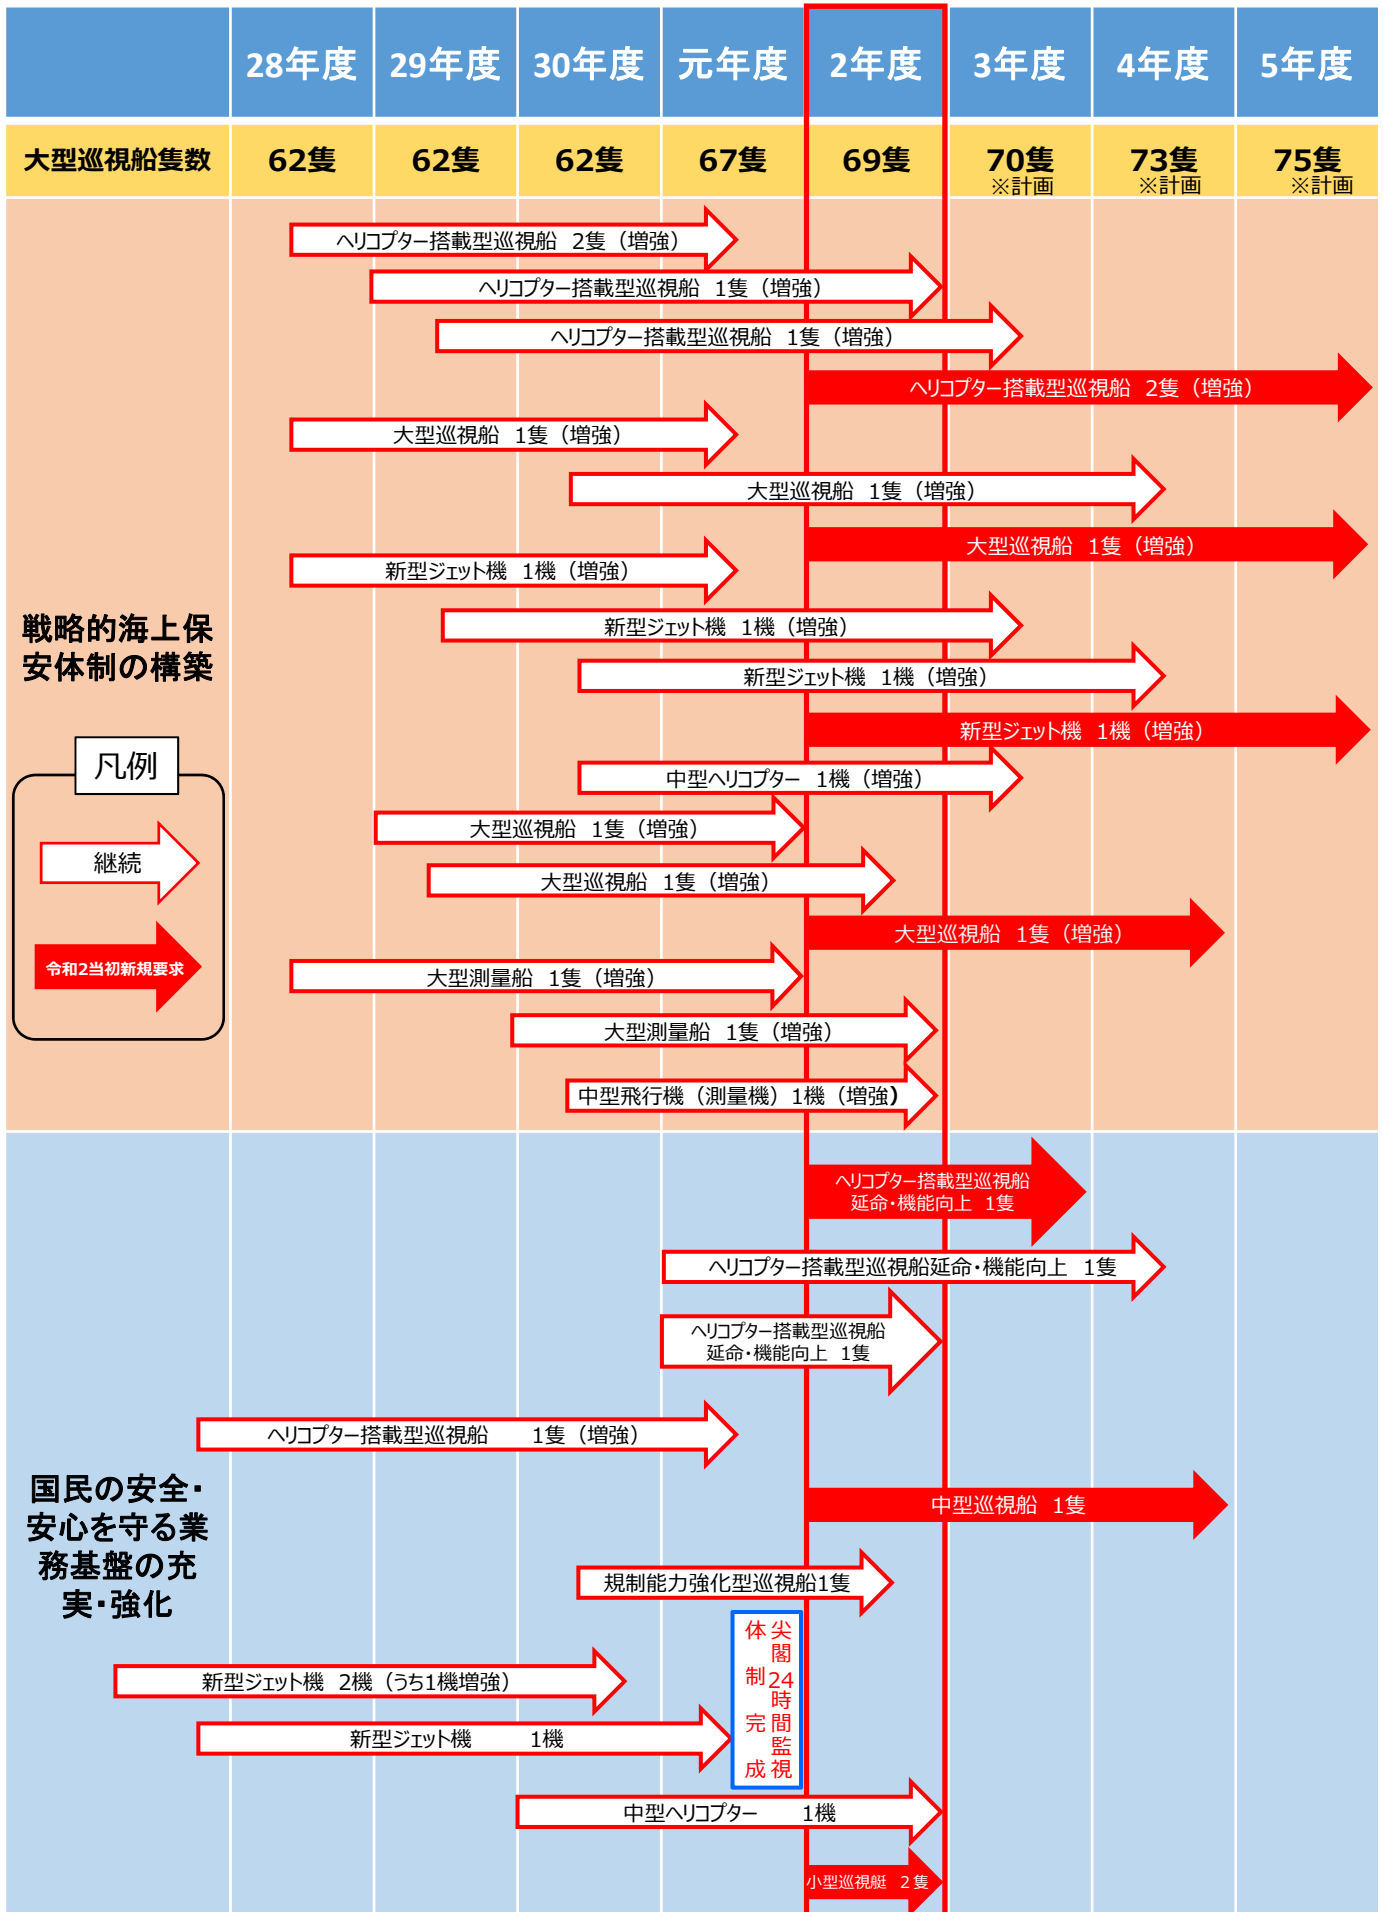 28年度 29年度 30年度 元年度 2年度 3年度 4年度 5年度
大型巡視船隻数 62隻 62隻 62隻 67隻 69隻 70隻 73隻 75隻
※計画 ※計画 ※計画
ヘリコプター搭載型巡視船 2隻（増強）
ヘリコプター搭載型巡視船 1隻（増強）
ヘリコプター搭載型巡視船 1隻（増強）
ヘリコプター搭載型巡視船 2隻（増強）
大型巡視船 1隻（増強）
大型巡視船 1隻（増強）
大型巡視船 1隻（増強）
新型ジェット機 1機（増強）
新型ジェット機 1機（増強）
新型ジェット機 1機（増強）
新型ジェット機 1機（増強）
中型ヘリコプター 1機（増強）
大型巡視船 1隻（増強）
大型巡視船 1隻（増強）
大型巡視船 1隻（増強）
大型測量船 1隻（増強）
大型測量船 1隻（増強）
中型飛行機（測量機）1機（増強）
戦略的海上保
安体制の構築
凡例
継続
令和2当初新規要求
ヘリコプター搭載型巡視船
延命・機能向上 1隻
ヘリコプター搭載型巡視船延命・機能向上 1隻
ヘリコプター搭載型巡視船
延命・機能向上 1隻
ヘリコプター搭載型巡視船 1隻（増強）
中型巡視船 1隻
規制能力強化型巡視船1隻
新型ジェット機 2機（うち1機増強）
新型ジェット機 1機
尖閣24時間監視
体制完成
中型ヘリコプター 1機
小型巡視艇 2隻
国民の安全・
安心を守る業
務基盤の充
実・強化